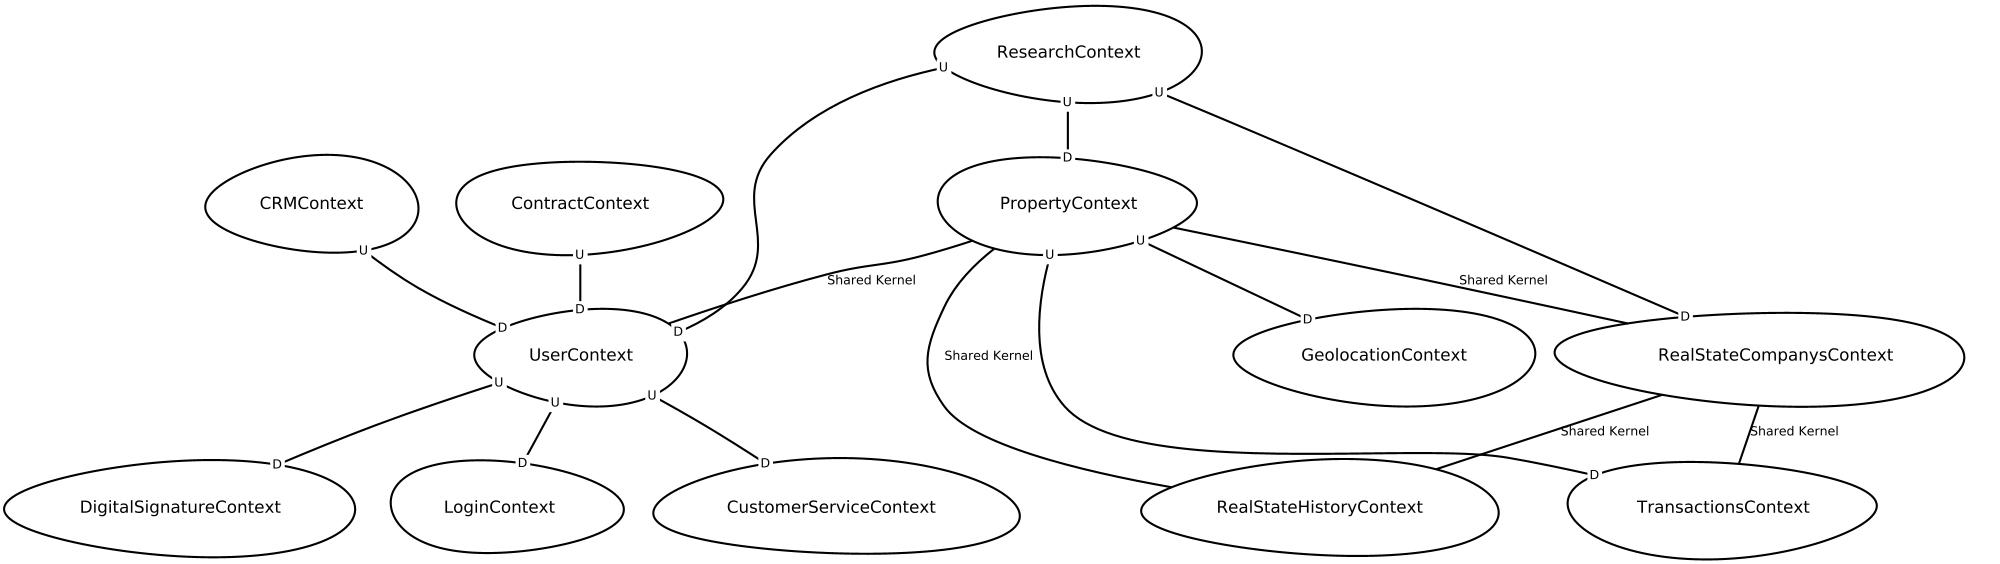 ResearchContext
U
U
U
D
CRMContext
ContractContext
PropertyContext
U
U
U
U
Shared Kernel
Shared Kernel
D
D
D
D
D
UserContext
Shared Kernel
GeolocationContext
RealStateCompanysContext
U
U
U
Shared Kernel
Shared Kernel
D
D
D
D
DigitalSignatureContext
LoginContext
CustomerServiceContext
RealStateHistoryContext
TransactionsContext